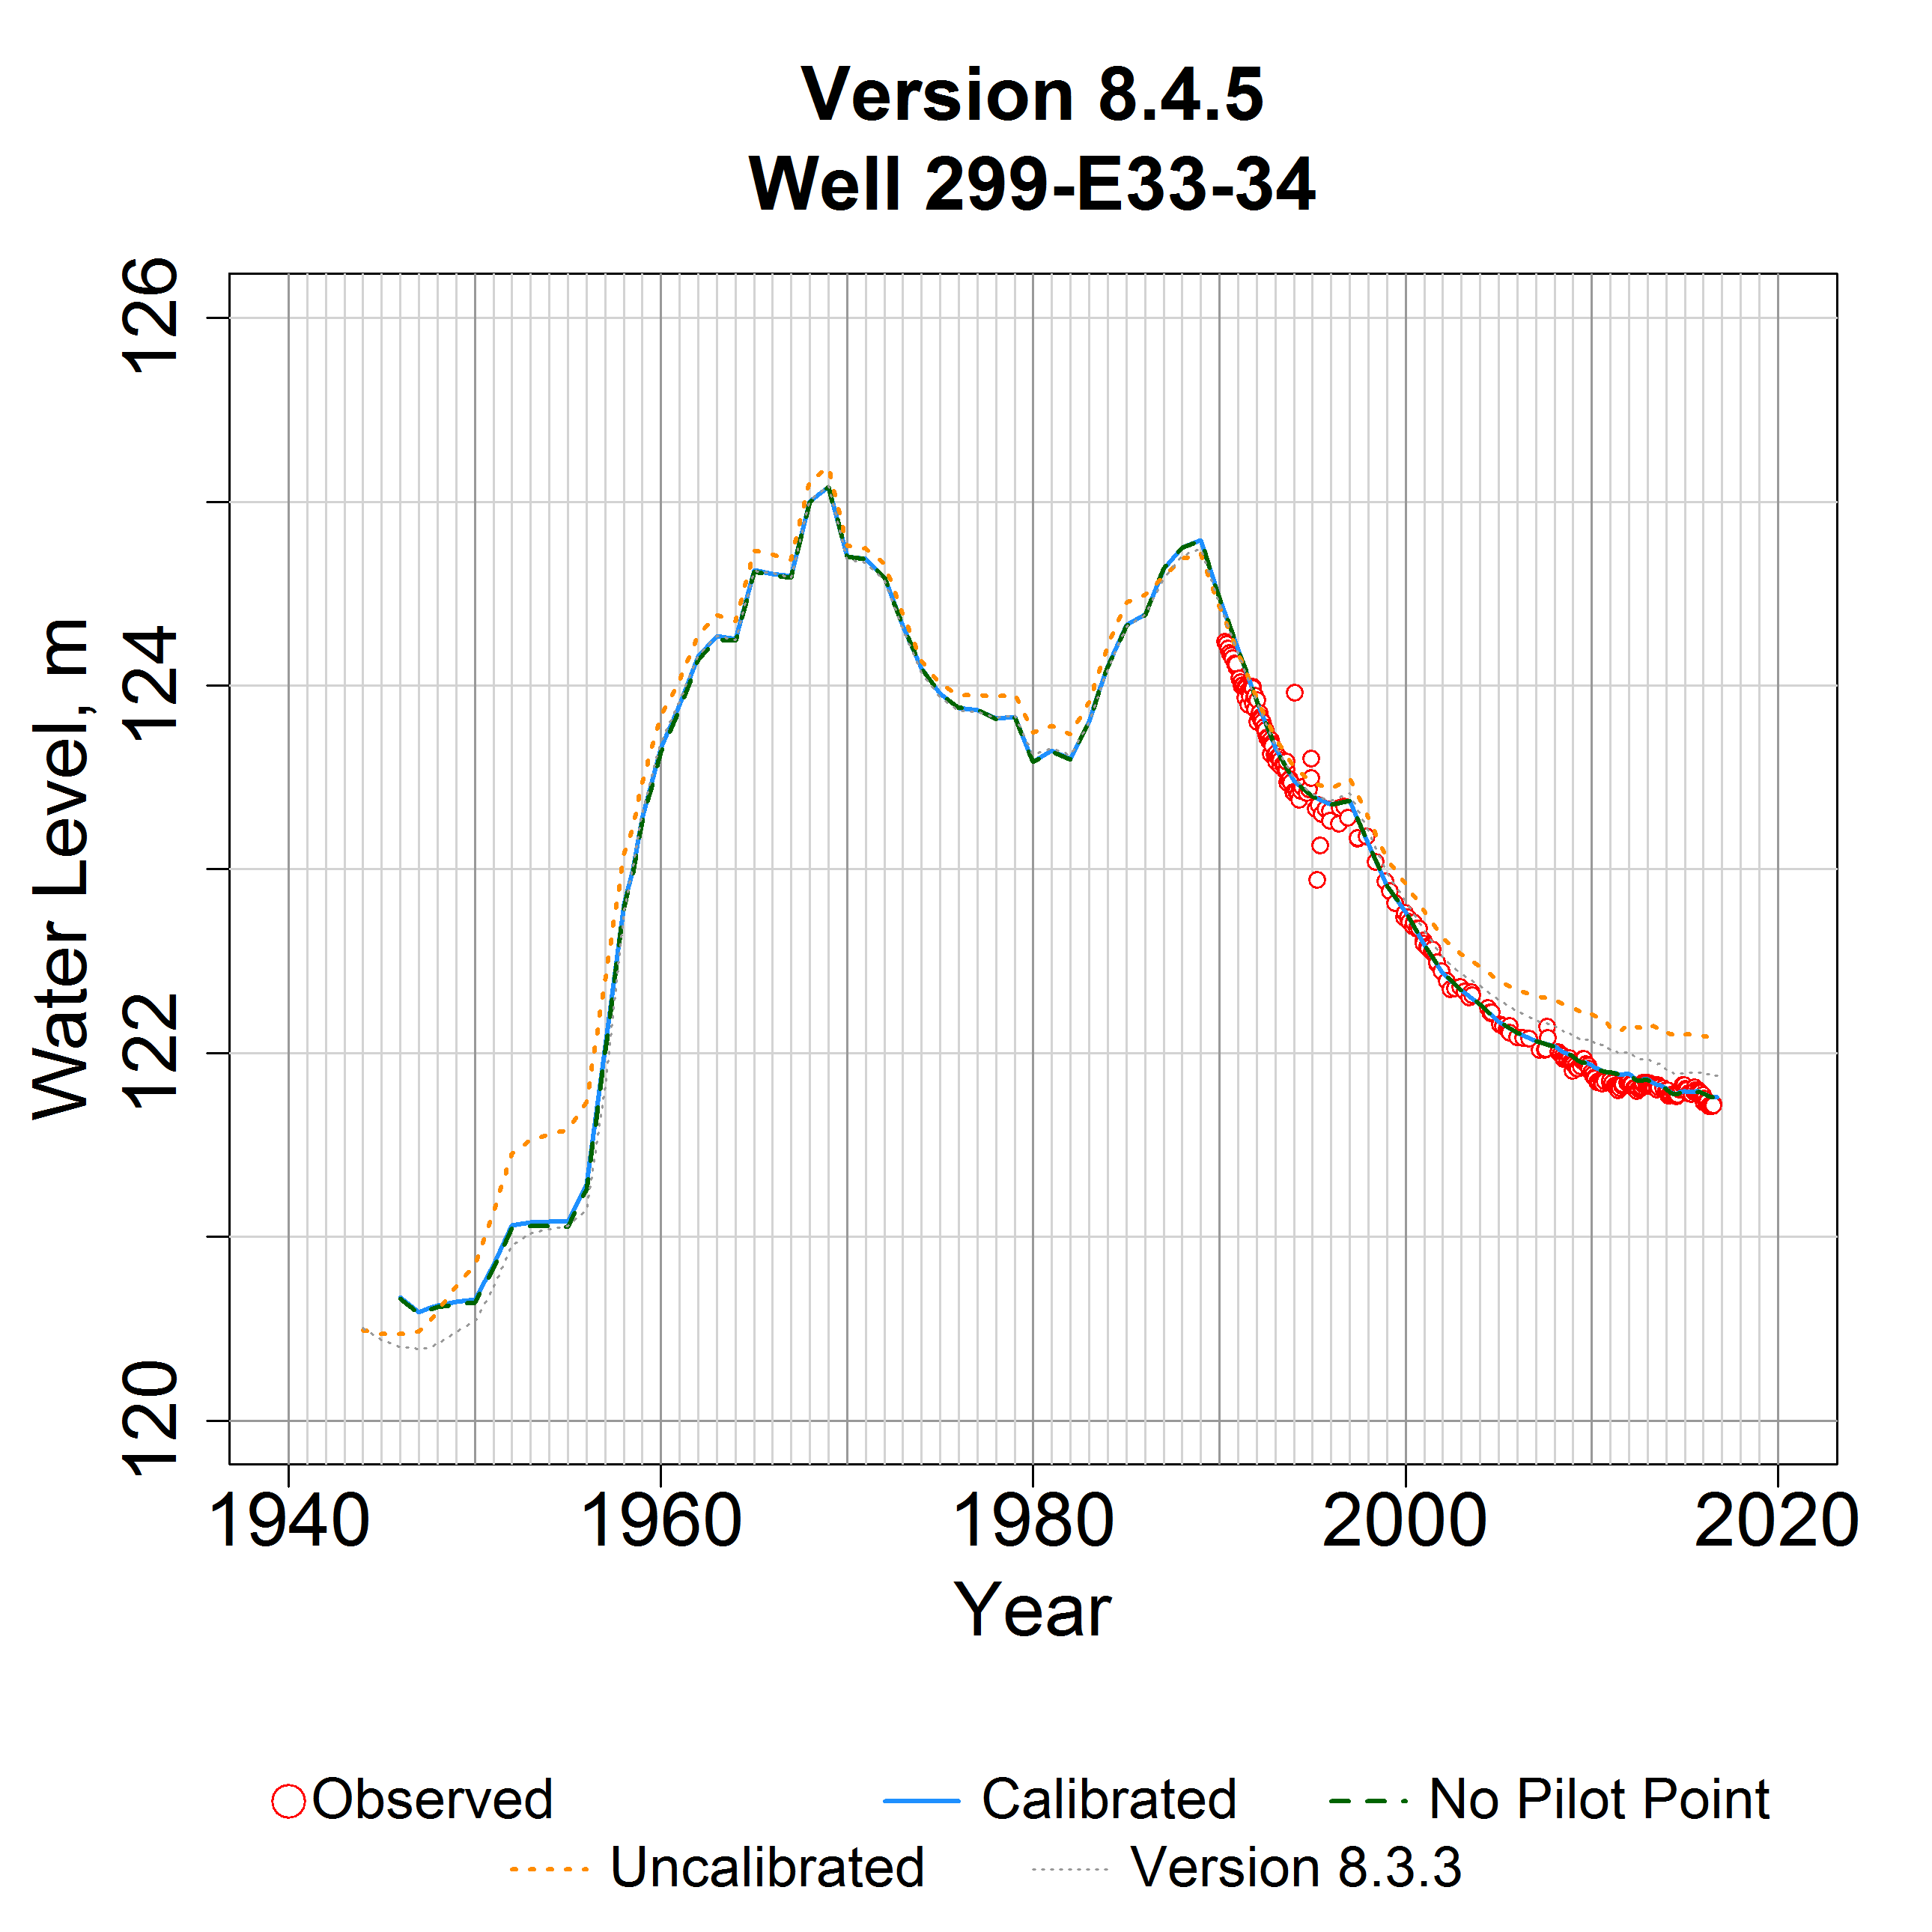 Version 8.4.5
Well 299-E33-34
Water Level, m
126
124
122
120
1940 1960 1980 2000 2020
Year
Observed Calibrated No Pilot Point
Uncalibrated Version 8.3.3